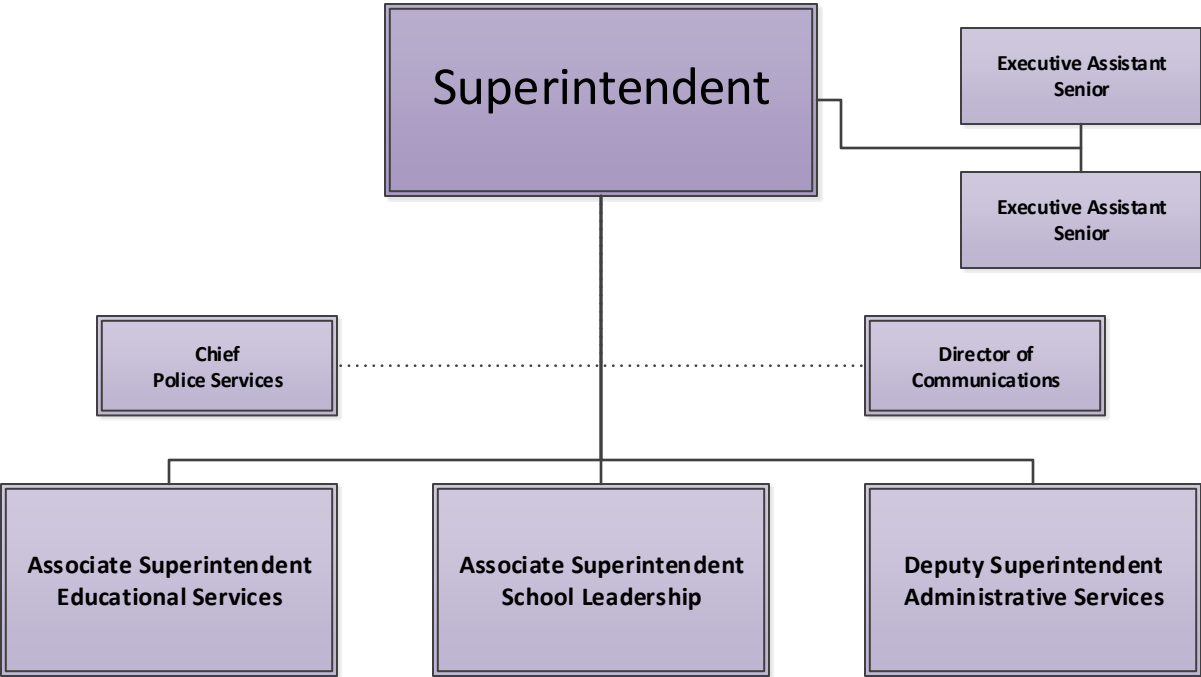 Superintendent
Executive Assistant
Senior
Executive Assistant
Senior
Chief
Police Services
Director of
Communications
Associate Superintendent
Educational Services
Associate Superintendent
School Leadership
Deputy Superintendent
Administrative Services